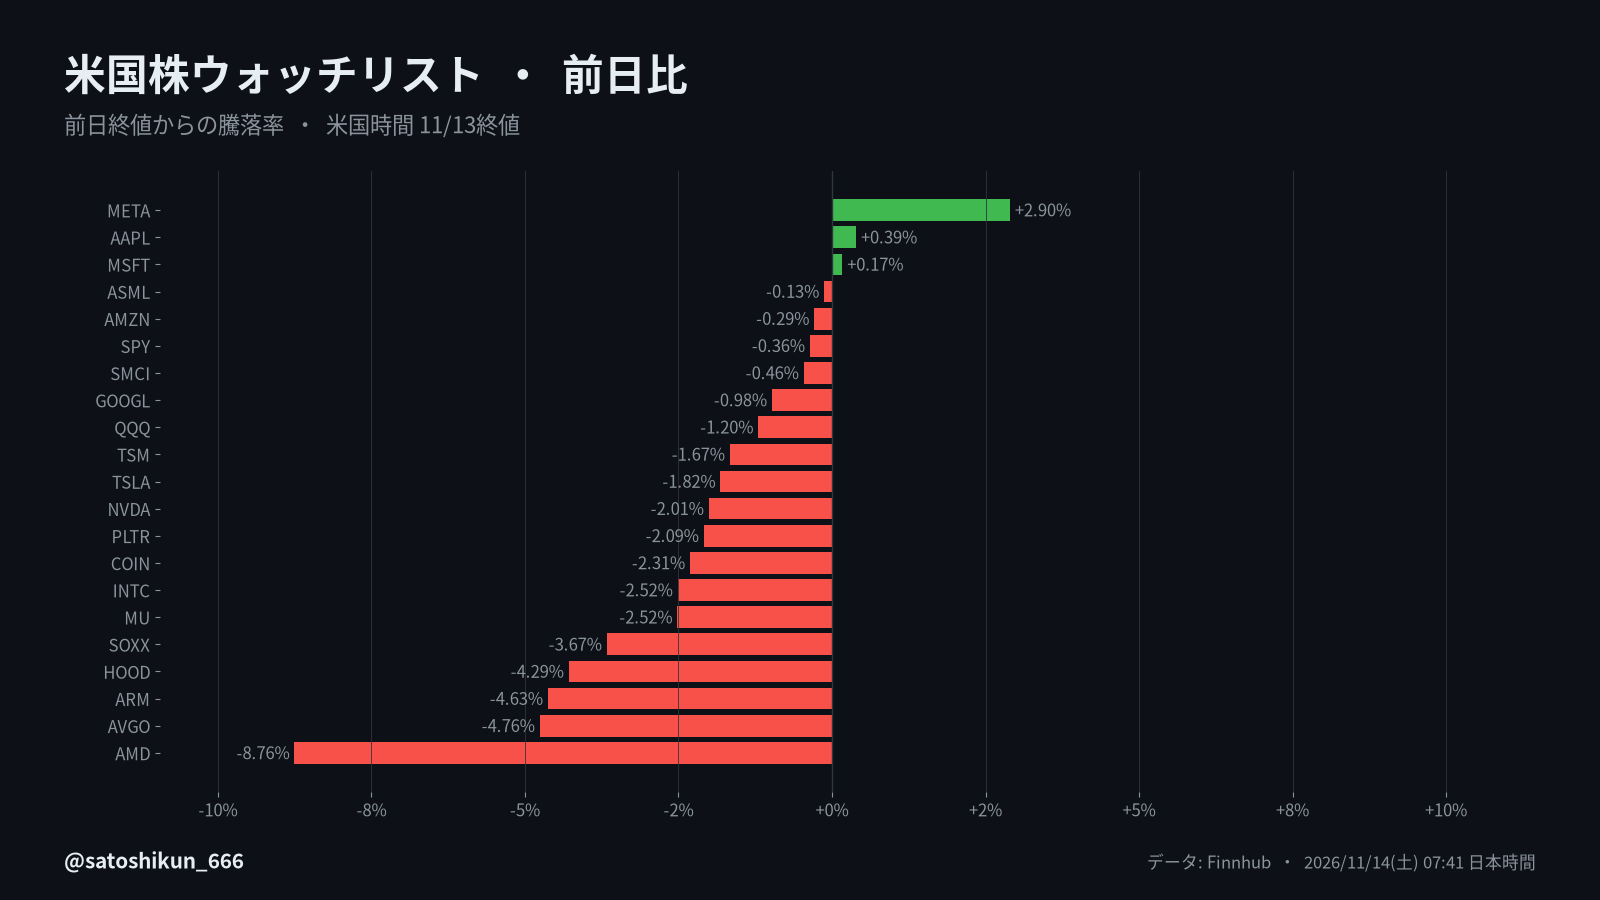 米国株ウォッチリスト ・ 前日比
前日終値からの騰落率 ・ 米国時間 11/13終値
META +2.90%
AAPL +0.39%
MSFT +0.17%
ASML -0.13%
AMZN -0.29%
SPY -0.36%
SMCI -0.46%
GOOGL -0.98%
QQQ -1.20%
TSM -1.67%
TSLA -1.82%
NVDA -2.01%
PLTR -2.09%
COIN -2.31%
INTC -2.52%
MU -2.52%
SOXX -3.67%
HOOD -4.29%
ARM -4.63%
AVGO -4.76%
AMD -8.76%
-10% -8% -5% -2% +0% +2% +5% +8% +10%
@satoshikun_666
データ: Finnhub ・ 2026/11/14(土) 07:41 日本時間